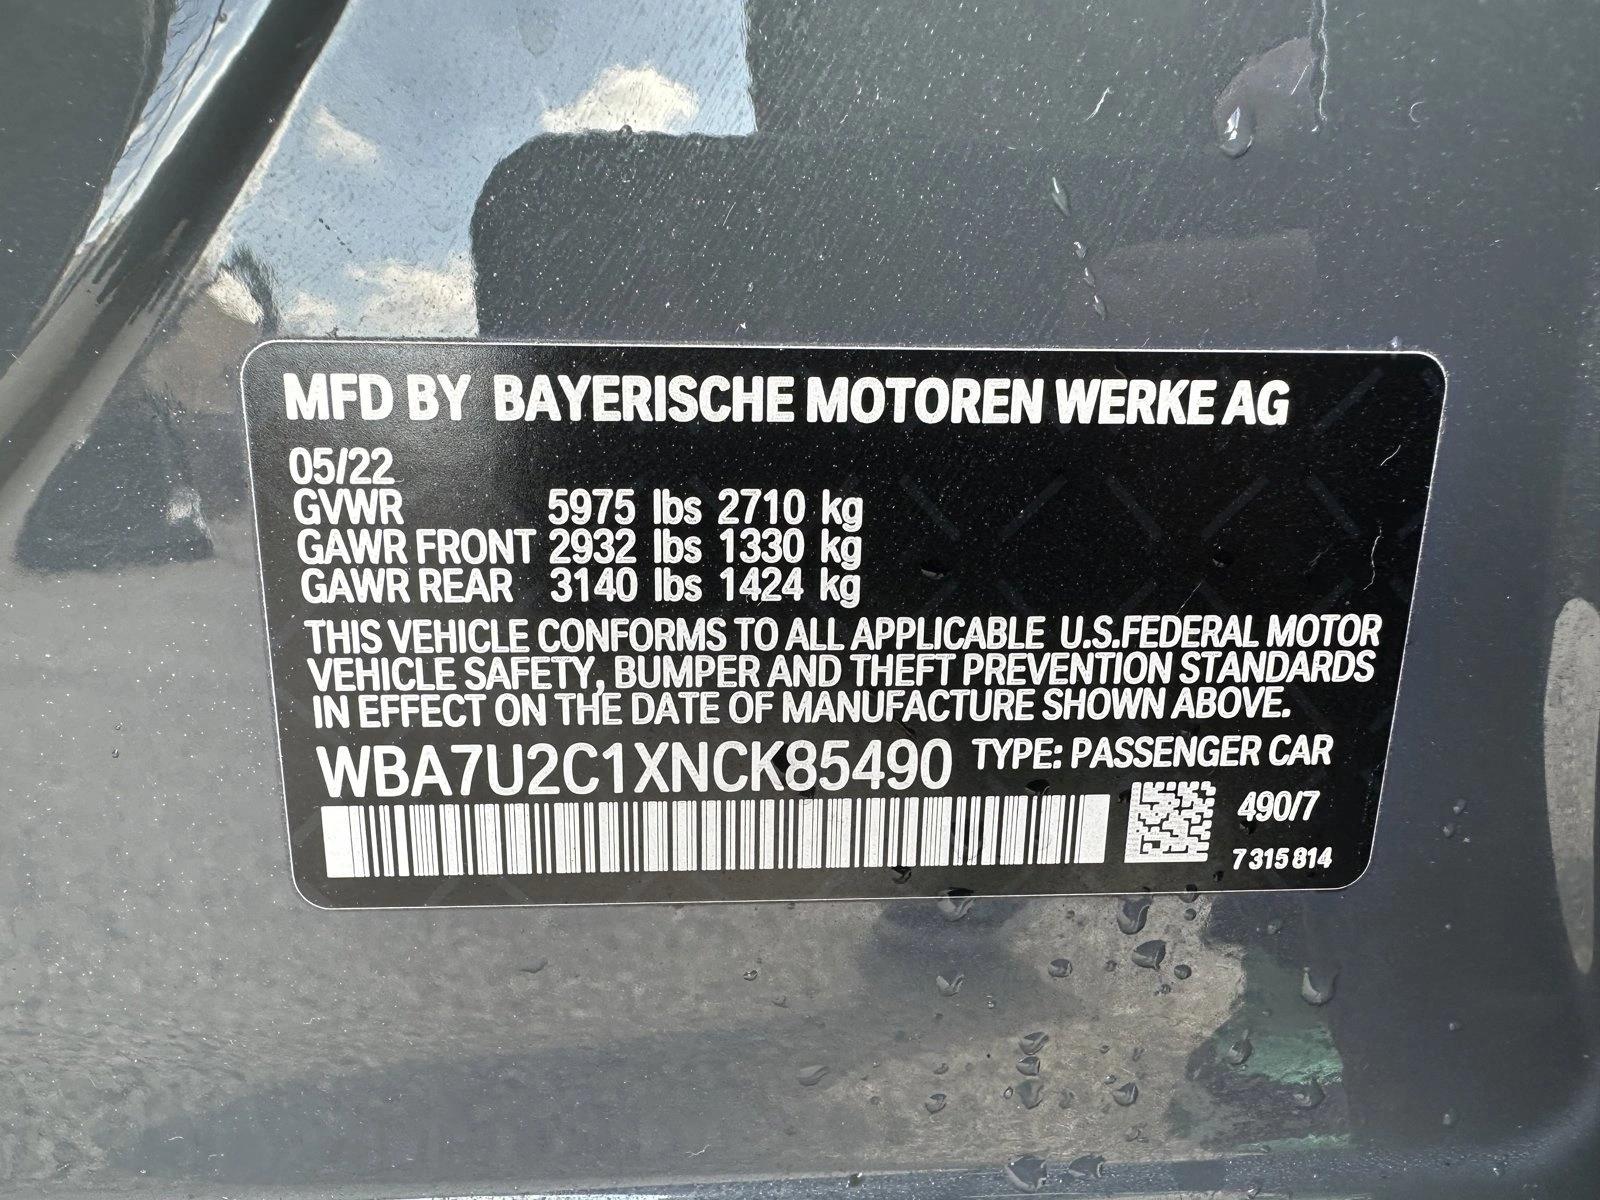 MFD BY BAYERISCHE MOTOREN WERKE AG
05/22
GVWR 5975 lbs 2710 kg
GAWR FRONT 2932 lbs 1330 kg
GAWR REAR 3140 lbs 1424 kg
THIS VEHICLE CONFORMS TO ALL APPLICABLE U.S.FEDERAL MOTOR
VEHICLE SAFETY, BUMPER AND THEFT PREVENTION STANDARDS
IN EFFECT ON THE DATE OF MANUFACTURE SHOWN ABOVE.
WBA7U2C1XNCK85490 TYPE: PASSENGER CAR
490/7
7 315 814